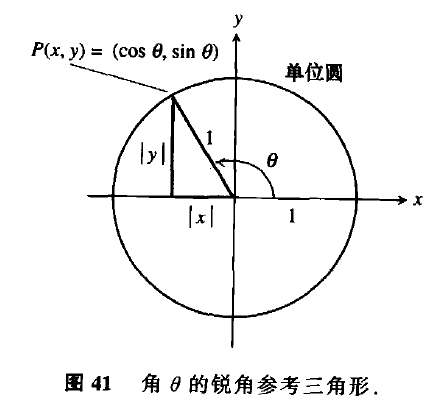 y
P(x, y) = (cos θ, sin θ)
单位圆
1
θ
|y|
x
|x|
1
图 41 角 θ 的锐角参考三角形.